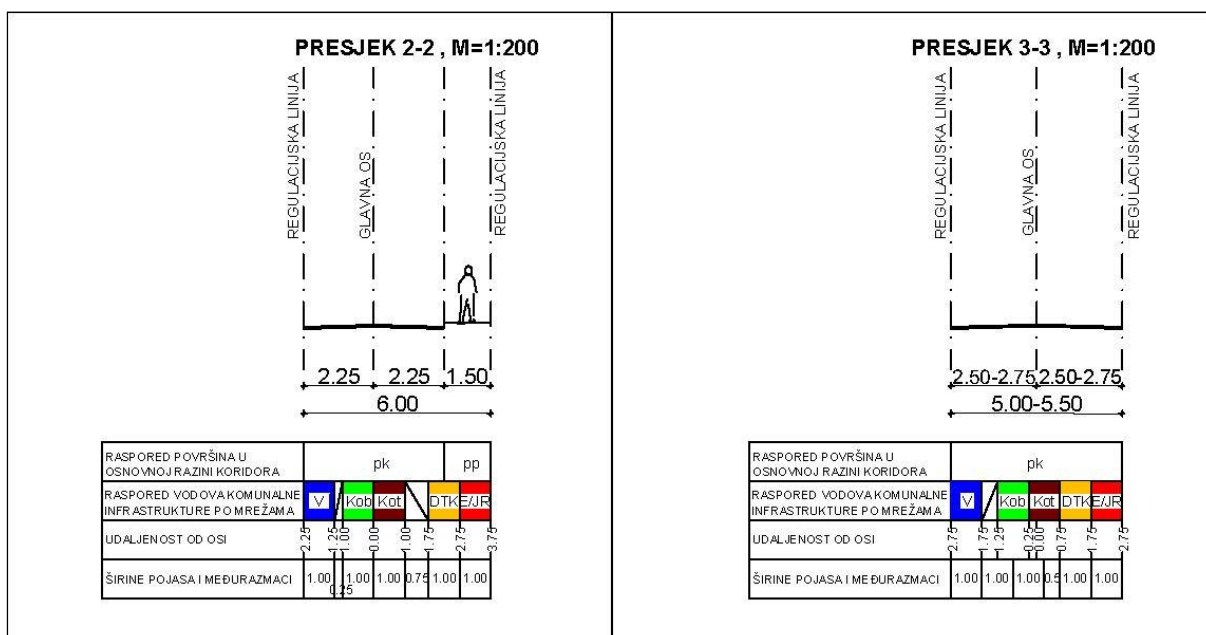 PRESJEK 2-2 , M=1:200
REGULACIJSKA LINIJA
GLAVNA OS
REGULACIJSKA LINIJA
2.25 2.25 1.50
6.00
RASPORED POVRŠINA U
OSNOVNOJ RAZINI KORIDORA
pk pp
RASPORED VODOVA KOMUNALNE
INFRASTRUKTURE PO MREŽAMA
V Kob Kot DTK E/JR
UDALJENOST OD OSI
2.25 1.25 1.00 0.00 1.00 1.75 2.75 3.75
ŠIRINE POJASA I MEĐURAZMACI
1.00 0.25 1.00 1.00 0.75 1.00 1.00
PRESJEK 3-3 , M=1:200
REGULACIJSKA LINIJA
GLAVNA OS
REGULACIJSKA LINIJA
2.50-2.75 2.50-2.75
5.00-5.50
RASPORED POVRŠINA U
OSNOVNOJ RAZINI KORIDORA
pk
RASPORED VODOVA KOMUNALNE
INFRASTRUKTURE PO MREŽAMA
V Kob Kot DTK E/JR
UDALJENOST OD OSI
2.75 1.75 1.25 0.25 0.00 0.75 1.75 2.75
ŠIRINE POJASA I MEĐURAZMACI
1.00 1.00 1.00 0.5 1.00 1.00